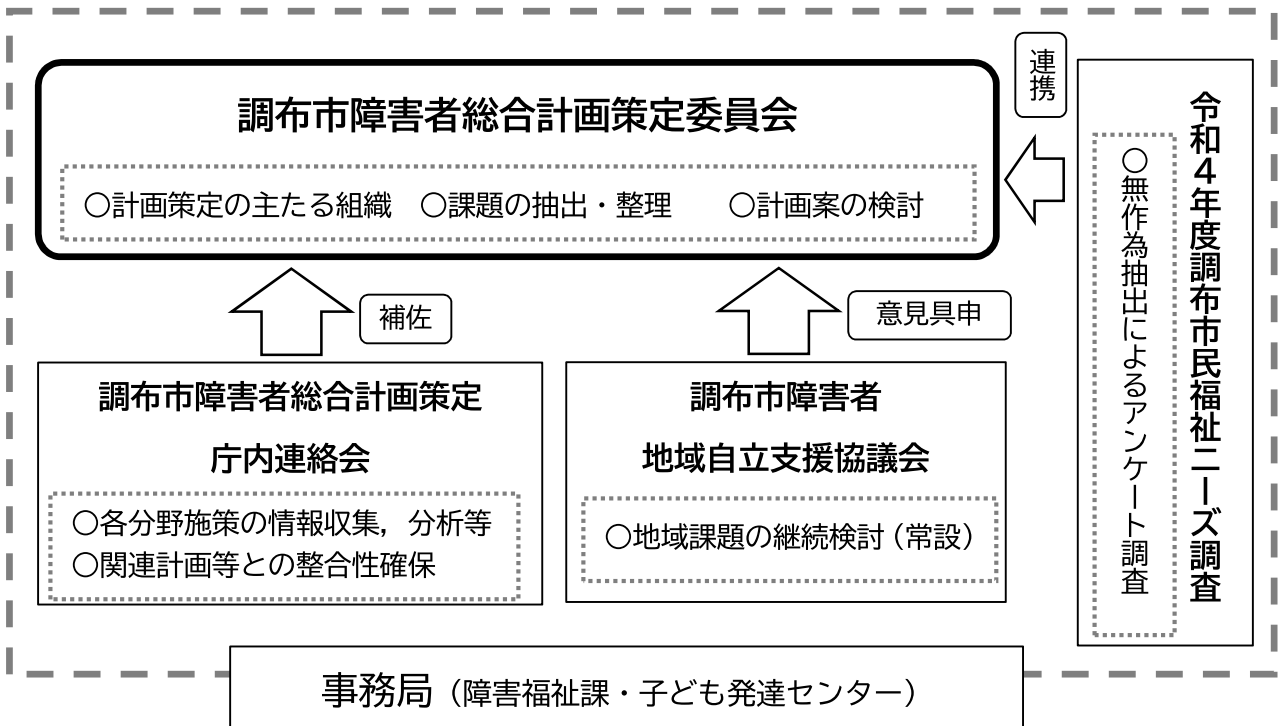 調布市障害者総合計画策定委員会
○計画策定の主たる組織　○課題の抽出・整理　　○計画案の検討
連携
令和４年度調布市民福祉ニーズ調査
○無作為抽出によるアンケート調査
補佐
意見具申
調布市障害者総合計画策定
庁内連絡会
○各分野施策の情報収集，分析等
○関連計画等との整合性確保
調布市障害者
地域自立支援協議会
○地域課題の継続検討（常設）
事務局（障害福祉課・子ども発達センター）